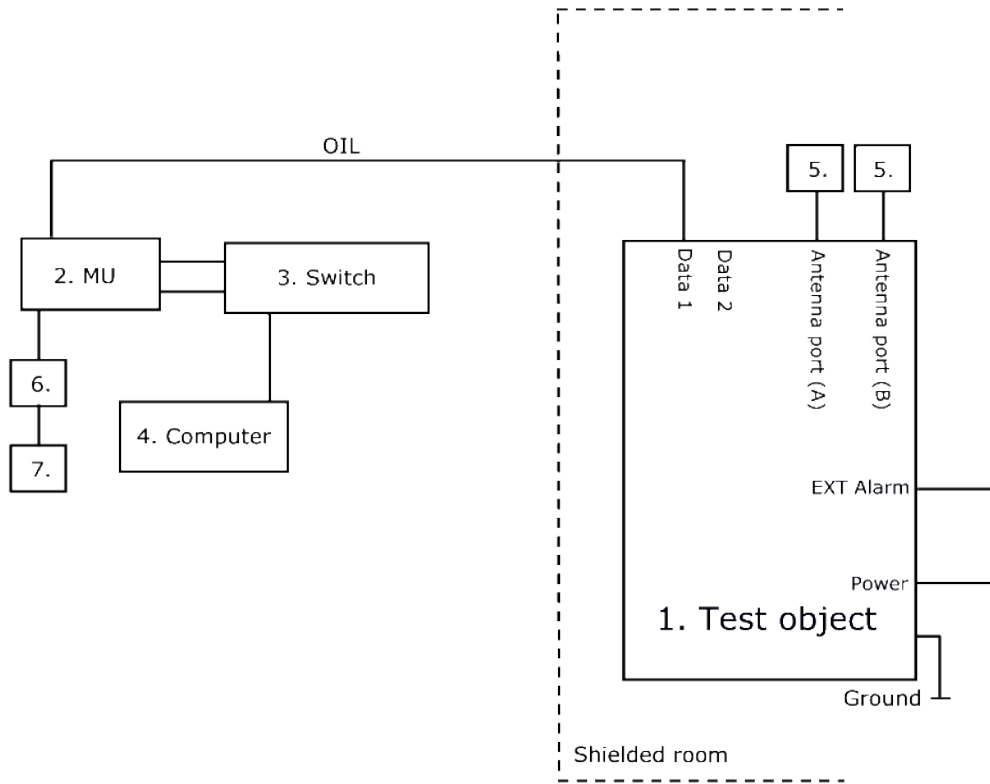 OIL
5.
5.
2. MU
3. Switch
Data 1
Data 2
Antenna port (A)
Antenna port (B)
6.
4. Computer
7.
EXT Alarm
Power
1. Test object
Ground
Shielded room